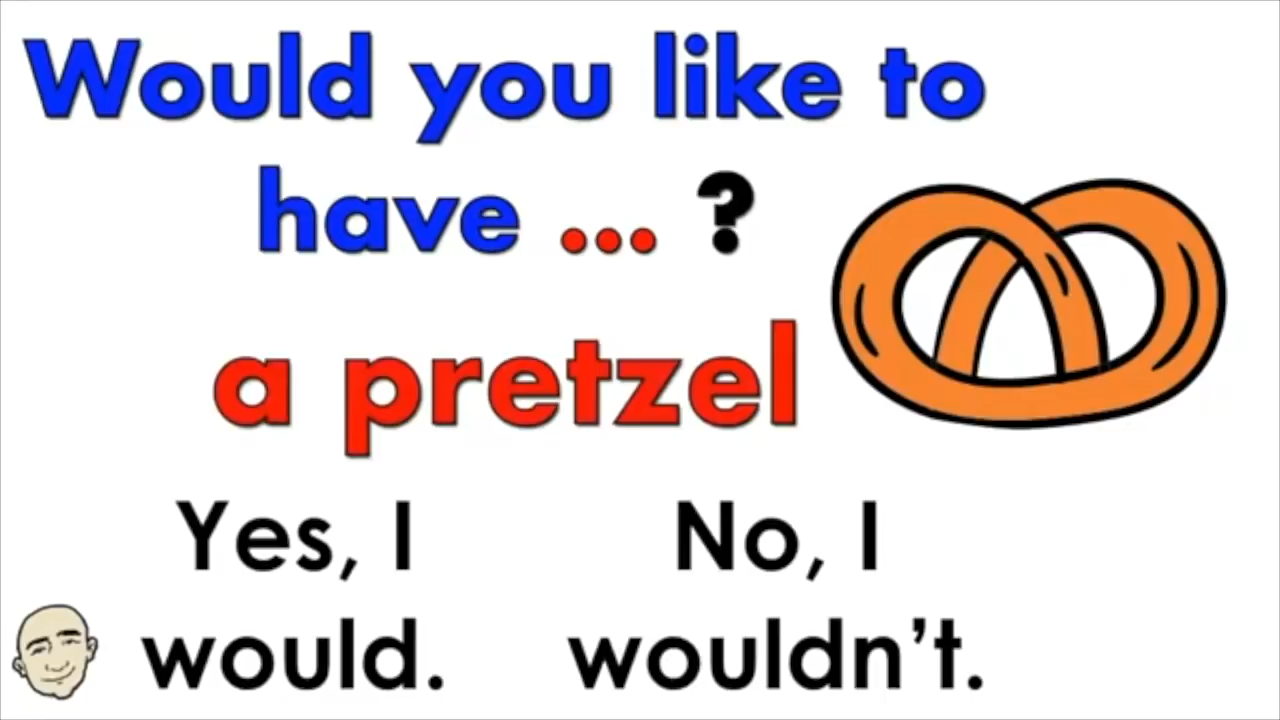 Would you like to
have ... ?
a pretzel
Yes, I
would.
No, I
wouldn't.